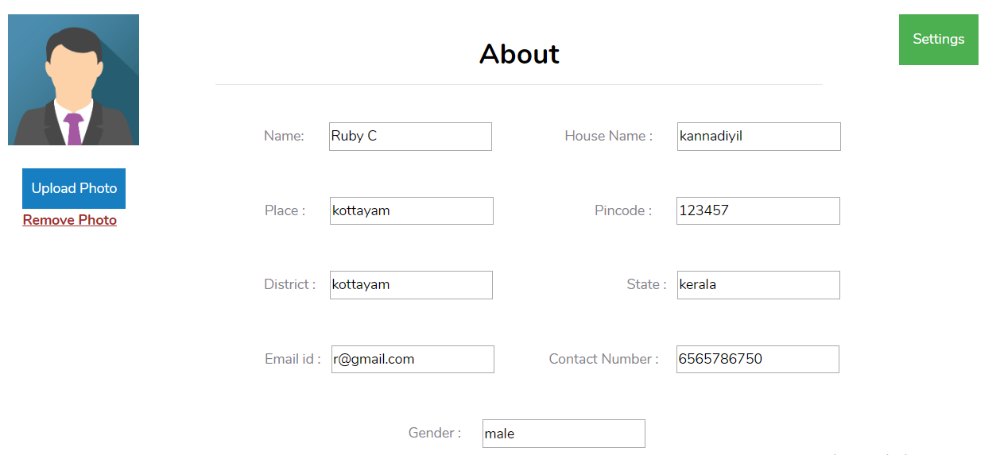 Settings
About
Name: Ruby C House Name : kannadiyil
Upload Photo
Place : kottayam Pincode : 123457
Remove Photo
District : kottayam State : kerala
Email id : r@gmail.com Contact Number : 6565786750
Gender : male